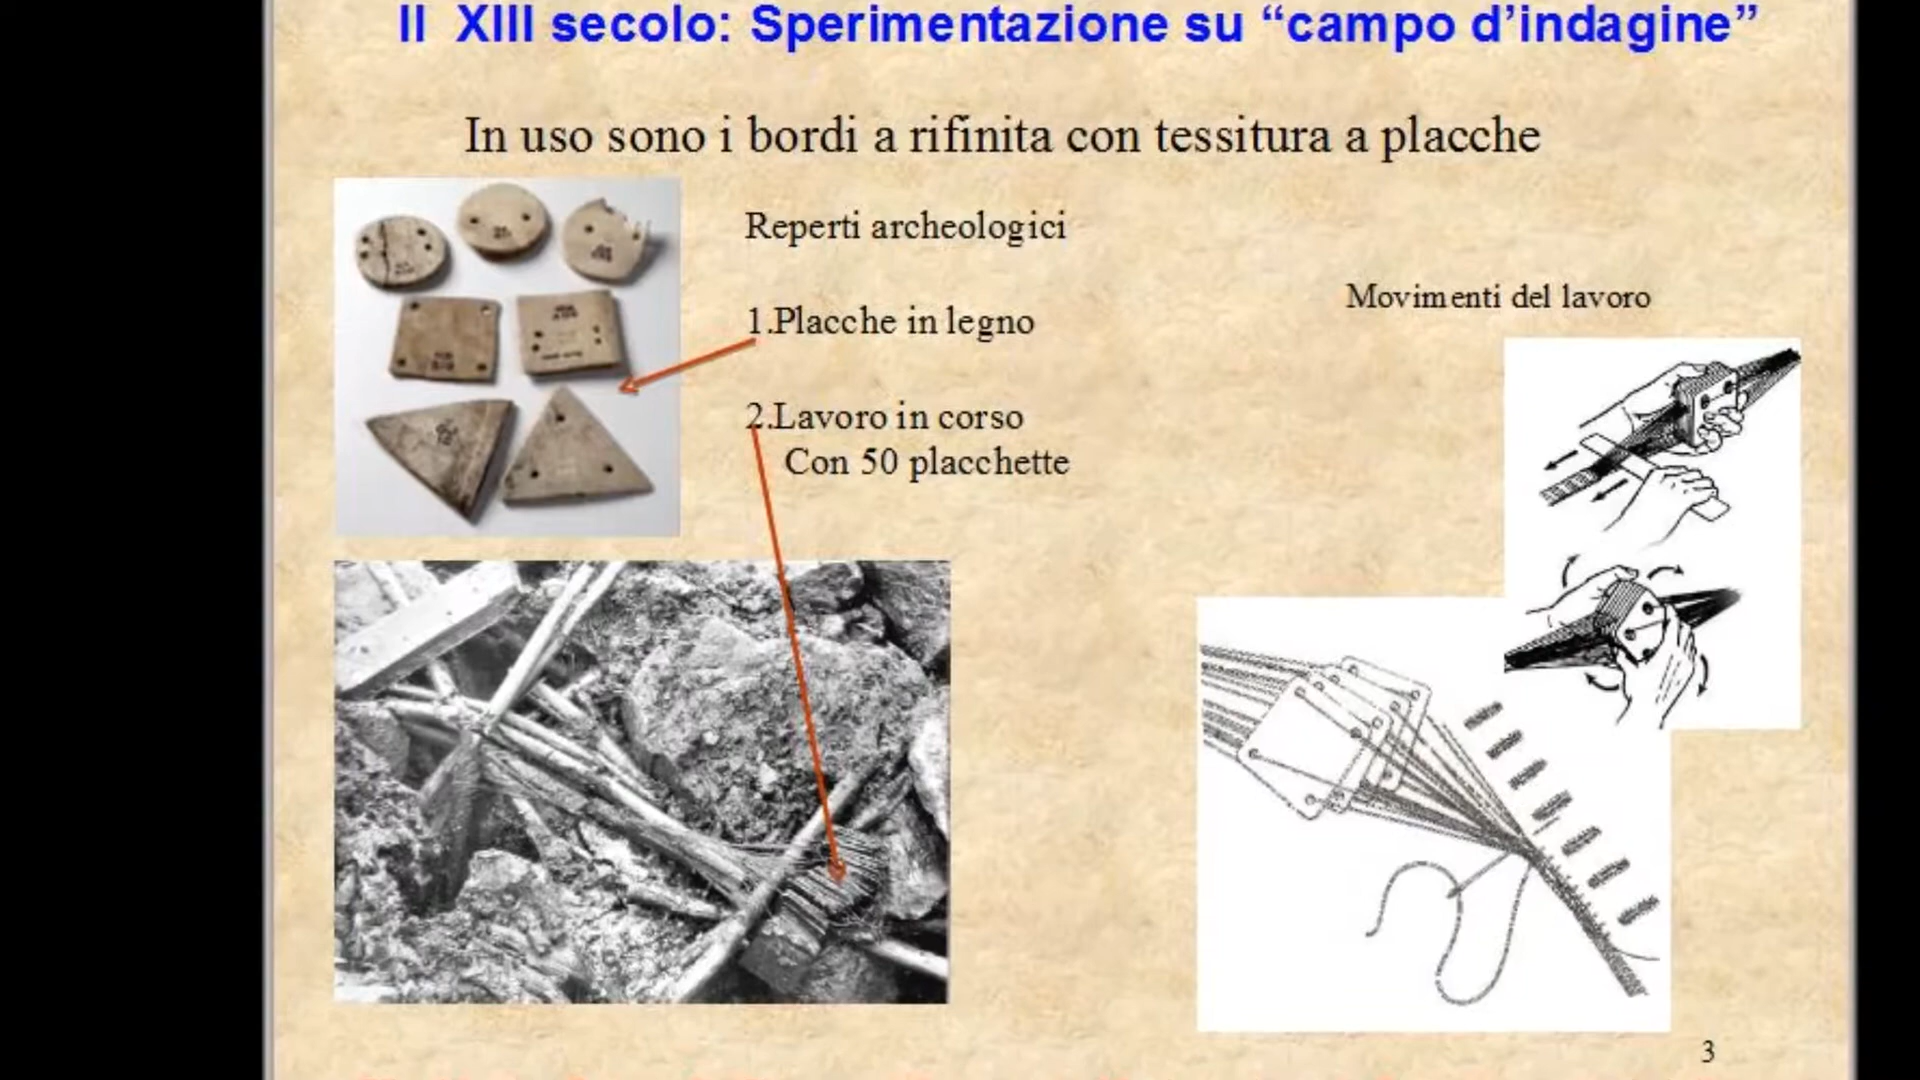 Il XIII secolo: Sperimentazione su “campo d’indagine”
In uso sono i bordi a rifinita con tessitura a placche
Reperti archeologici
1.Placche in legno
2.Lavoro in corso
Con 50 placchette
Movimenti del lavoro
3